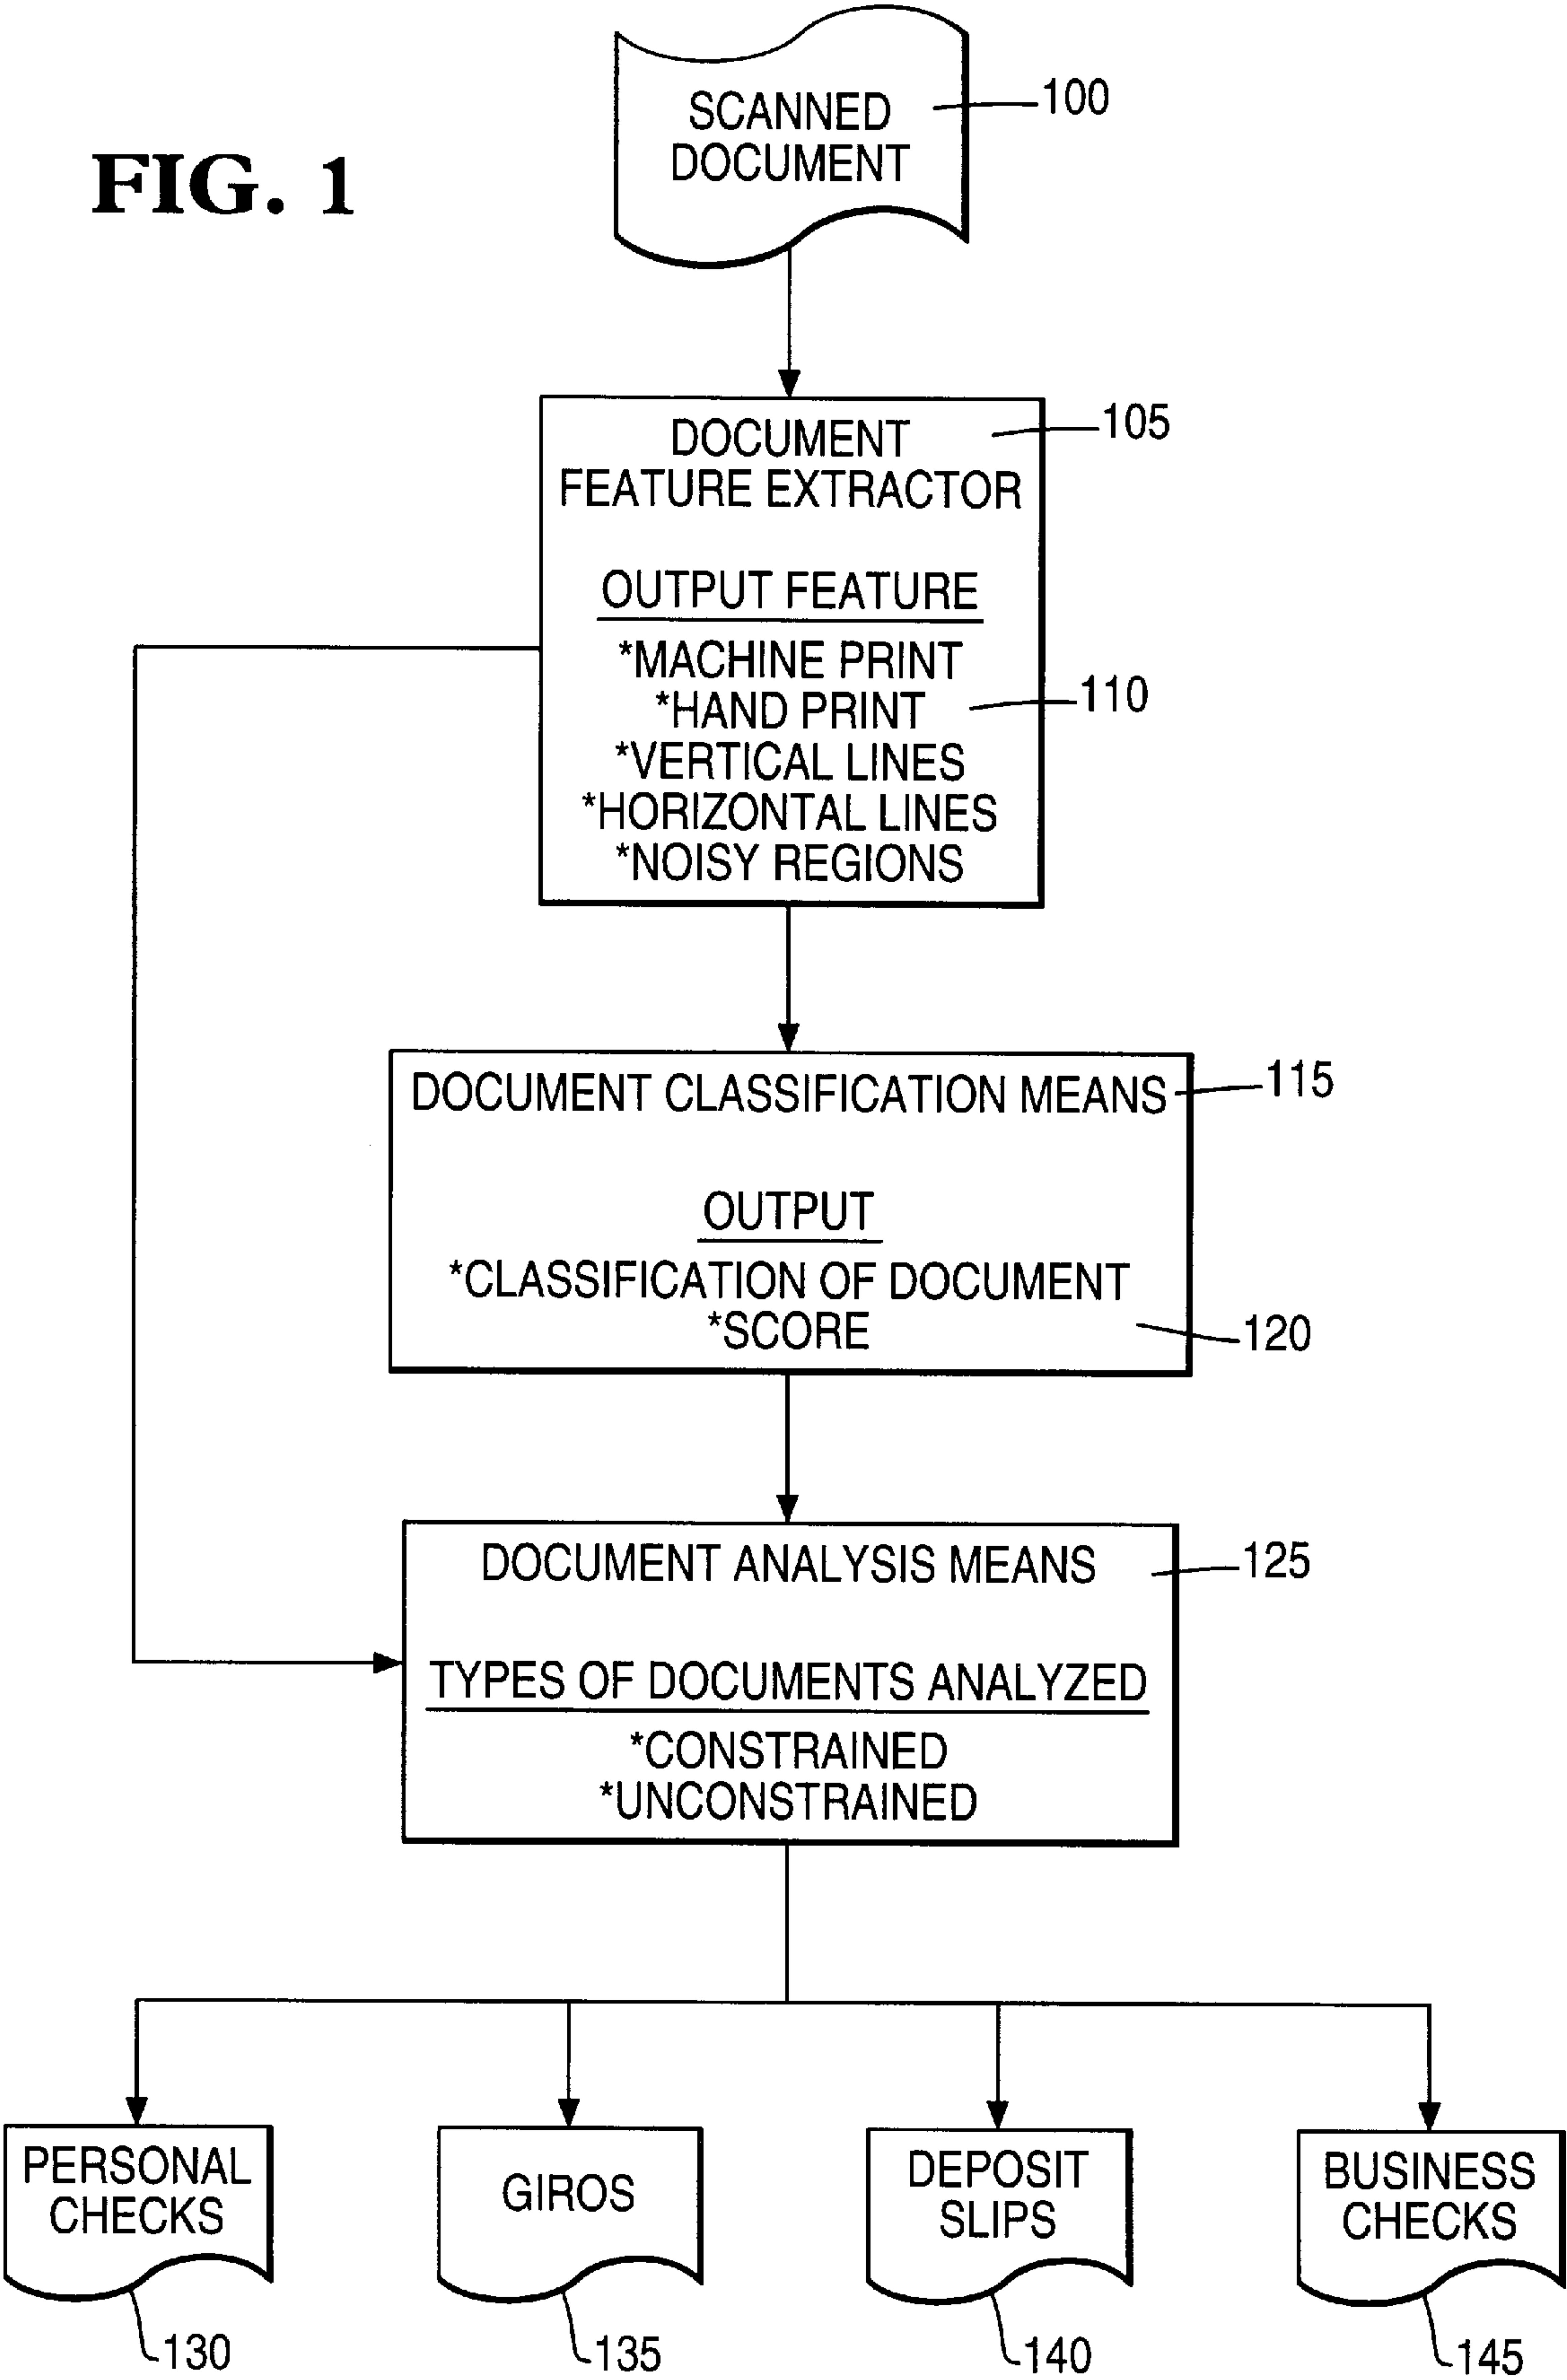 FIG. 1
SCANNED
DOCUMENT
100
DOCUMENT
FEATURE EXTRACTOR
105
OUTPUT FEATURE
*MACHINE PRINT
*HAND PRINT
110
*VERTICAL LINES
*HORIZONTAL LINES
*NOISY REGIONS
DOCUMENT CLASSIFICATION MEANS
115
OUTPUT
*CLASSIFICATION OF DOCUMENT
*SCORE
120
DOCUMENT ANALYSIS MEANS
125
TYPES OF DOCUMENTS ANALYZED
*CONSTRAINED
*UNCONSTRAINED
PERSONAL
CHECKS
130
GIROS
135
DEPOSIT
SLIPS
140
BUSINESS
CHECKS
145